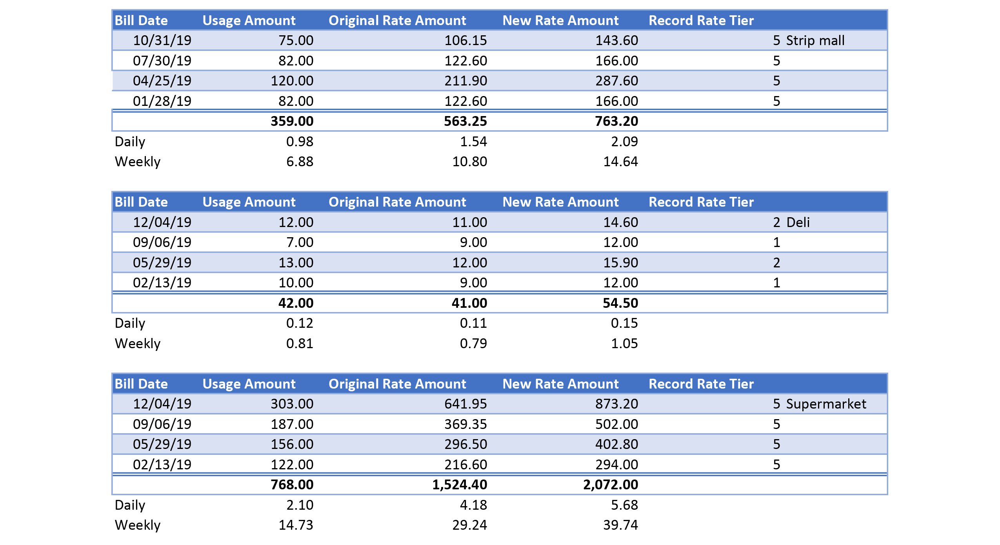 Bill Date Usage Amount Original Rate Amount New Rate Amount Record Rate Tier
10/31/19 75.00 106.15 143.60 5 Strip mall
07/30/19 82.00 122.60 166.00 5
04/25/19 120.00 211.90 287.60 5
01/28/19 82.00 122.60 166.00 5
359.00 563.25 763.20
Daily 0.98 1.54 2.09
Weekly 6.88 10.80 14.64
Bill Date Usage Amount Original Rate Amount New Rate Amount Record Rate Tier
12/04/19 12.00 11.00 14.60 2 Deli
09/06/19 7.00 9.00 12.00 1
05/29/19 13.00 12.00 15.90 2
02/13/19 10.00 9.00 12.00 1
42.00 41.00 54.50
Daily 0.12 0.11 0.15
Weekly 0.81 0.79 1.05
Bill Date Usage Amount Original Rate Amount New Rate Amount Record Rate Tier
12/04/19 303.00 641.95 873.20 5 Supermarket
09/06/19 187.00 369.35 502.00 5
05/29/19 156.00 296.50 402.80 5
02/13/19 122.00 216.60 294.00 5
768.00 1,524.40 2,072.00
Daily 2.10 4.18 5.68
Weekly 14.73 29.24 39.74